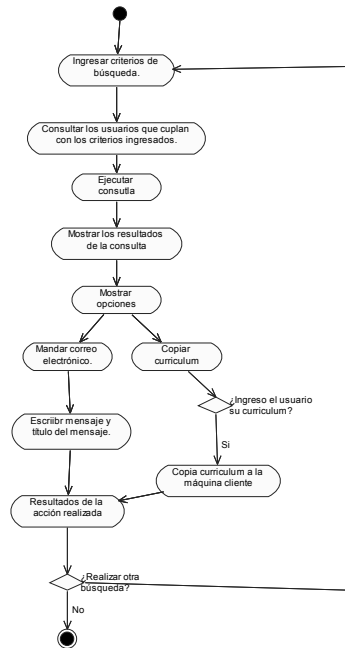 Ingresar criterios de
búsqueda.
Consultar los usuarios que cuplan
con los criterios ingresados.
Ejecutar
consutla
Mostrar los resultados
de la consulta
Mostrar
opciones
Mandar correo
electrónico.
Copiar
curriculum
¿Ingreso el usuario
su curriculum?
Escriibr mensaje y
título del mensaje.
Si
Copia curriculum a la
máquina cliente
Resultados de la
acción realizada
¿Realizar otra
búsqueda?
No